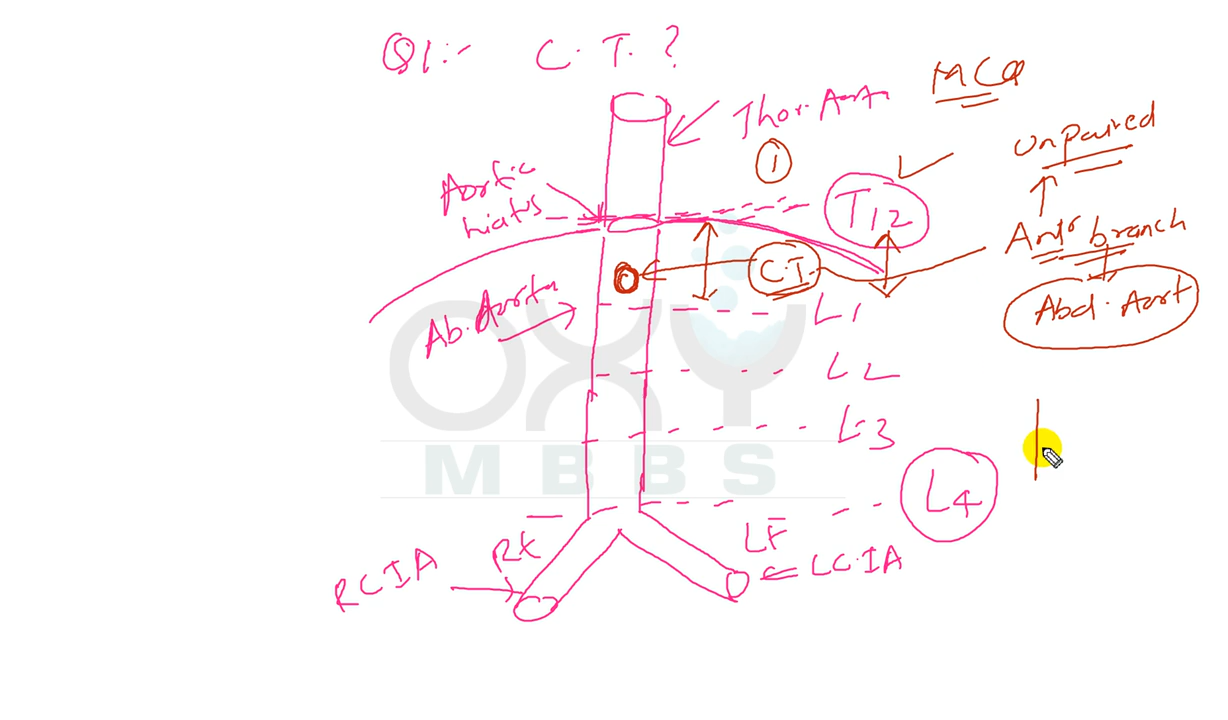 Q1:- C.T.?
MCQ
Thor. Aorta
①
Unpaired
Aortic
hiatus
T12
Antr branch
C.T.
Abd. Aort
Ab. Aorta
L1
OXY
L2
L3
MBBS
L4
Rt
Lt
RCIA
LCIA